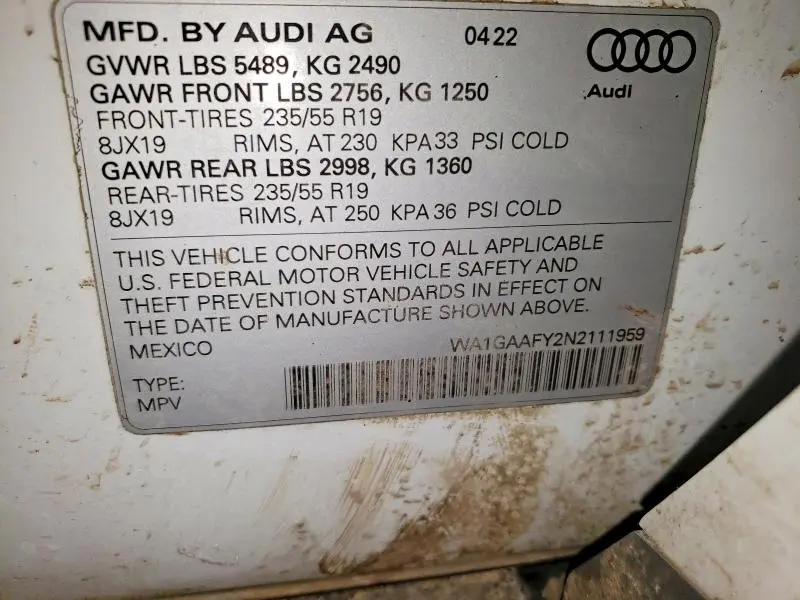 MFD. BY AUDI AG 04 22
GVWR LBS 5489, KG 2490
GAWR FRONT LBS 2756, KG 1250
Audi
FRONT-TIRES 235/55 R19
8JX19 RIMS, AT 230 KPA 33 PSI COLD
GAWR REAR LBS 2998, KG 1360
REAR-TIRES 235/55 R19
8JX19 RIMS, AT 250 KPA 36 PSI COLD
THIS VEHICLE CONFORMS TO ALL APPLICABLE
U.S. FEDERAL MOTOR VEHICLE SAFETY AND
THEFT PREVENTION STANDARDS IN EFFECT ON
THE DATE OF MANUFACTURE SHOWN ABOVE.
MEXICO WA1GAAFY2N2111959
TYPE:
MPV